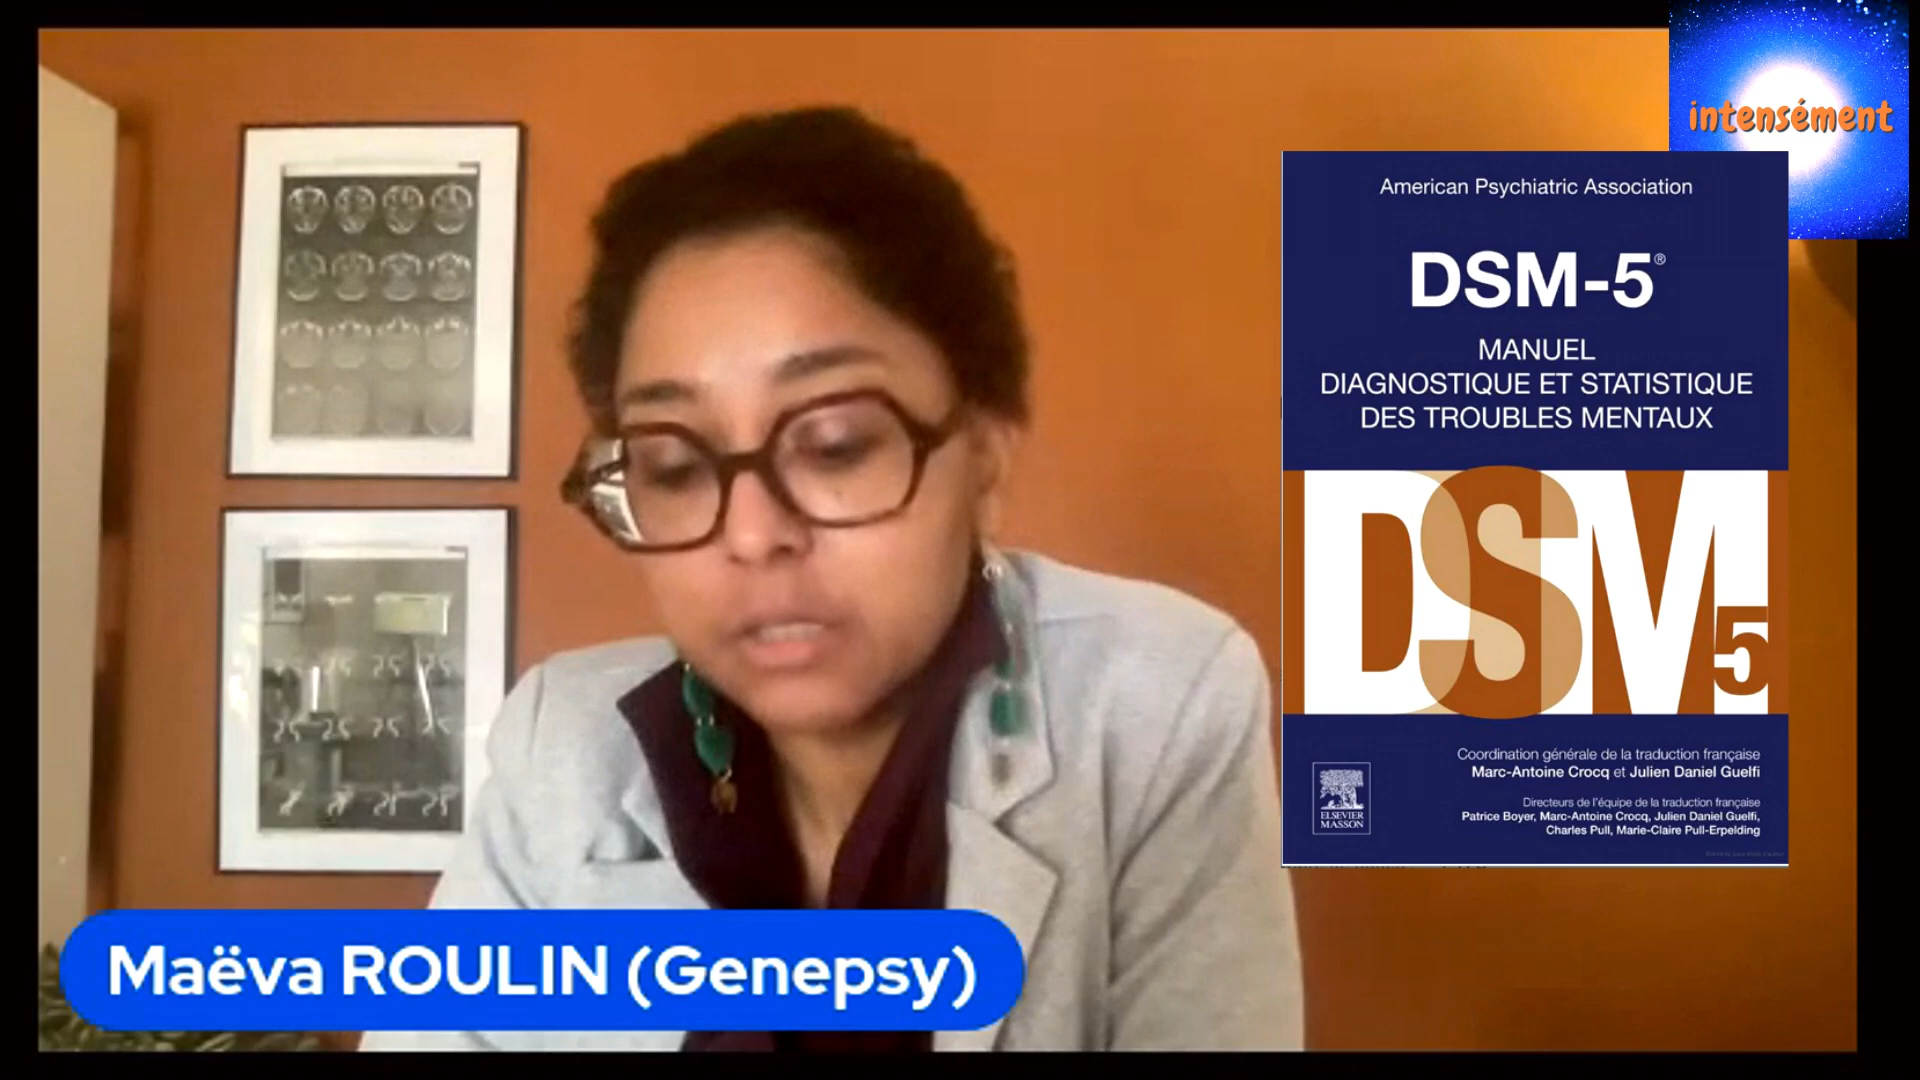 intensément
American Psychiatric Association
DSM-5®
MANUEL
DIAGNOSTIQUE ET STATISTIQUE
DES TROUBLES MENTAUX
DSM5
Coordination générale de la traduction française
Marc-Antoine Crocq et Julien Daniel Guelfi
Directeurs de l'équipe de la traduction française
Patrice Boyer, Marc-Antoine Crocq, Julien Daniel Guelfi,
Charles Pull, Marie-Claire Pull-Erpelding
ELSEVIER
MASSON
Maëva ROULIN (Genepsy)